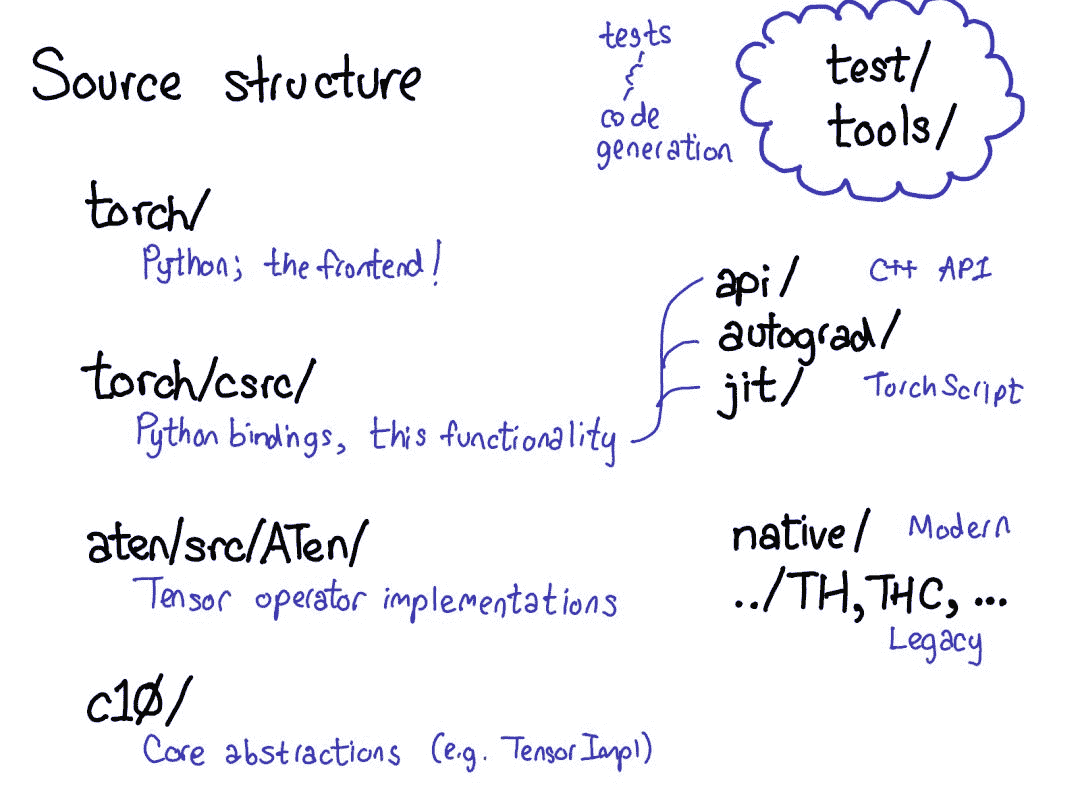 Source structure
tests
code
generation
test/
tools/
torch/
Python; the frontend!
torch/csrc/
Python bindings, this functionality
api/ C++ API
autograd/
jit/ TorchScript
aten/src/ATen/
Tensor operator implementations
native/ Modern
../TH, THC, ...
Legacy
c10/
Core abstractions (e.g. TensorImpl)